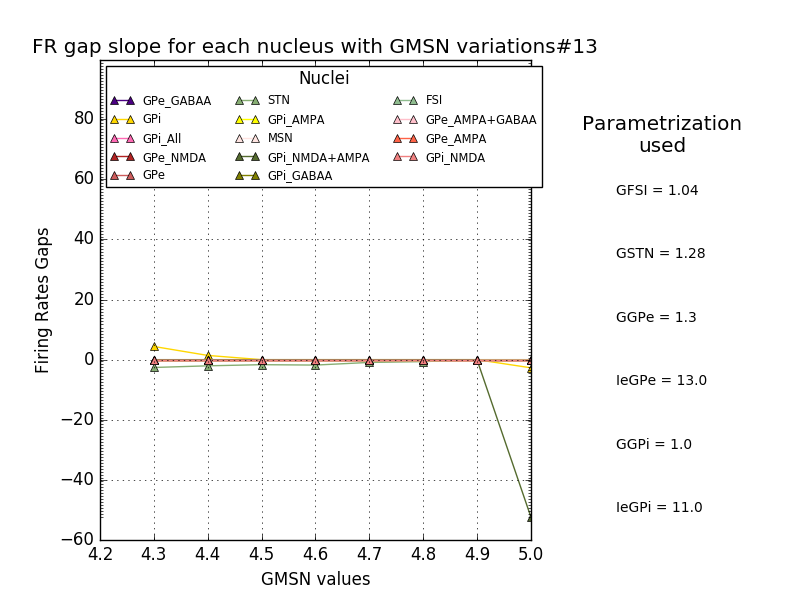 FR gap slope for each nucleus with GMSN variations#13
Nuclei
GPe_GABAA STN FSI
GPi GPi_AMPA GPe_AMPA+GABAA
GPi_All MSN GPe_AMPA
GPe_NMDA GPi_NMDA+AMPA GPi_NMDA
GPe GPi_GABAA
Parametrization
used
GFSI = 1.04
GSTN = 1.28
GGPe = 1.3
IeGPe = 13.0
GGPi = 1.0
IeGPi = 11.0
Firing Rates Gaps
80
60
40
20
0
−20
−40
−60
4.2 4.3 4.4 4.5 4.6 4.7 4.8 4.9 5.0
GMSN values